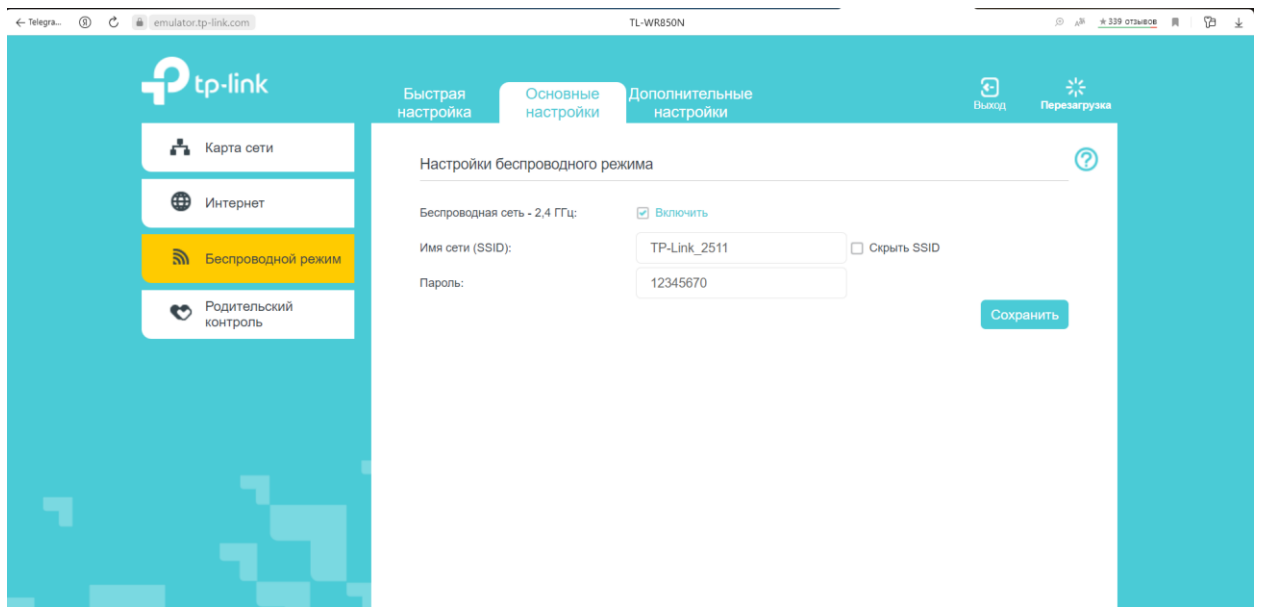 ← Telegra...
Я
emulator.tp-link.com
TL-WR850N
★ 339 отзывов
tp-link
Быстрая
настройка
Основные
настройки
Дополнительные
настройки
Выход
Перезагрузка
Карта сети
Интернет
Беспроводной режим
Родительский
контроль
Настройки беспроводного режима
?
Беспроводная сеть - 2,4 ГГц:
Включить
Имя сети (SSID):
TP-Link_2511
Скрыть SSID
Пароль:
12345670
Сохранить